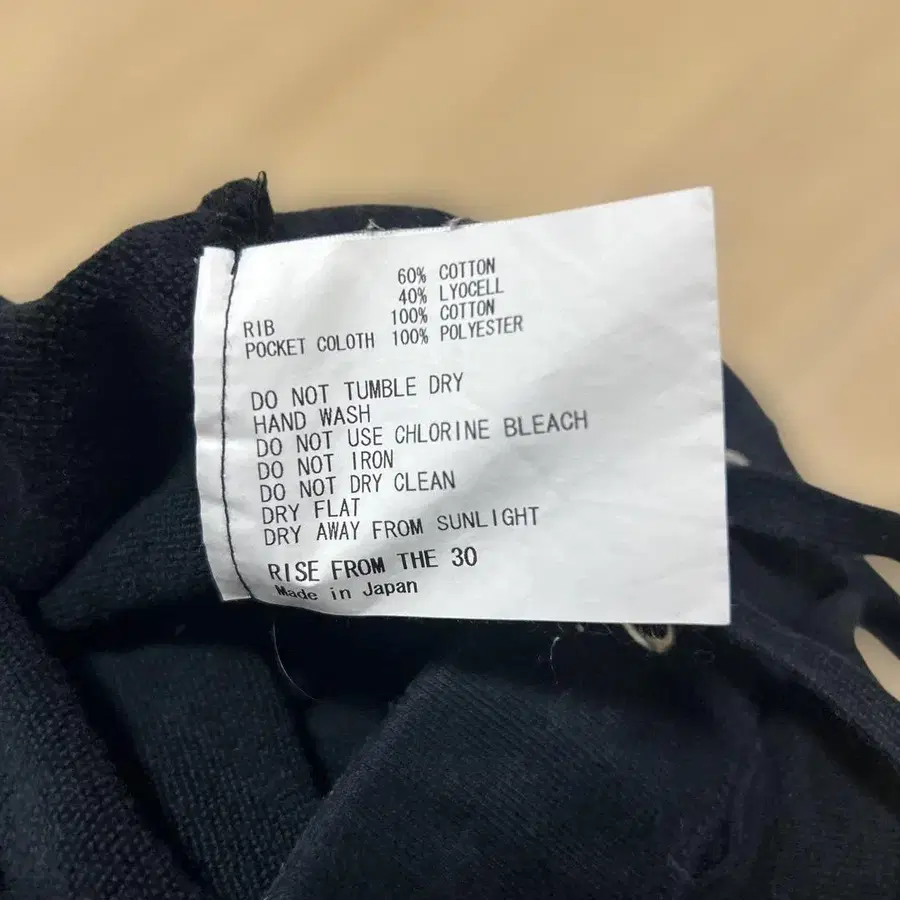 60% COTTON
40% LYOCELL
RIB 100% COTTON
POCKET COLOTH 100% POLYESTER
DO NOT TUMBLE DRY
HAND WASH
DO NOT USE CHLORINE BLEACH
DO NOT IRON
DO NOT DRY CLEAN
DRY FLAT
DRY AWAY FROM SUNLIGHT
RISE FROM THE 30
Made in Japan